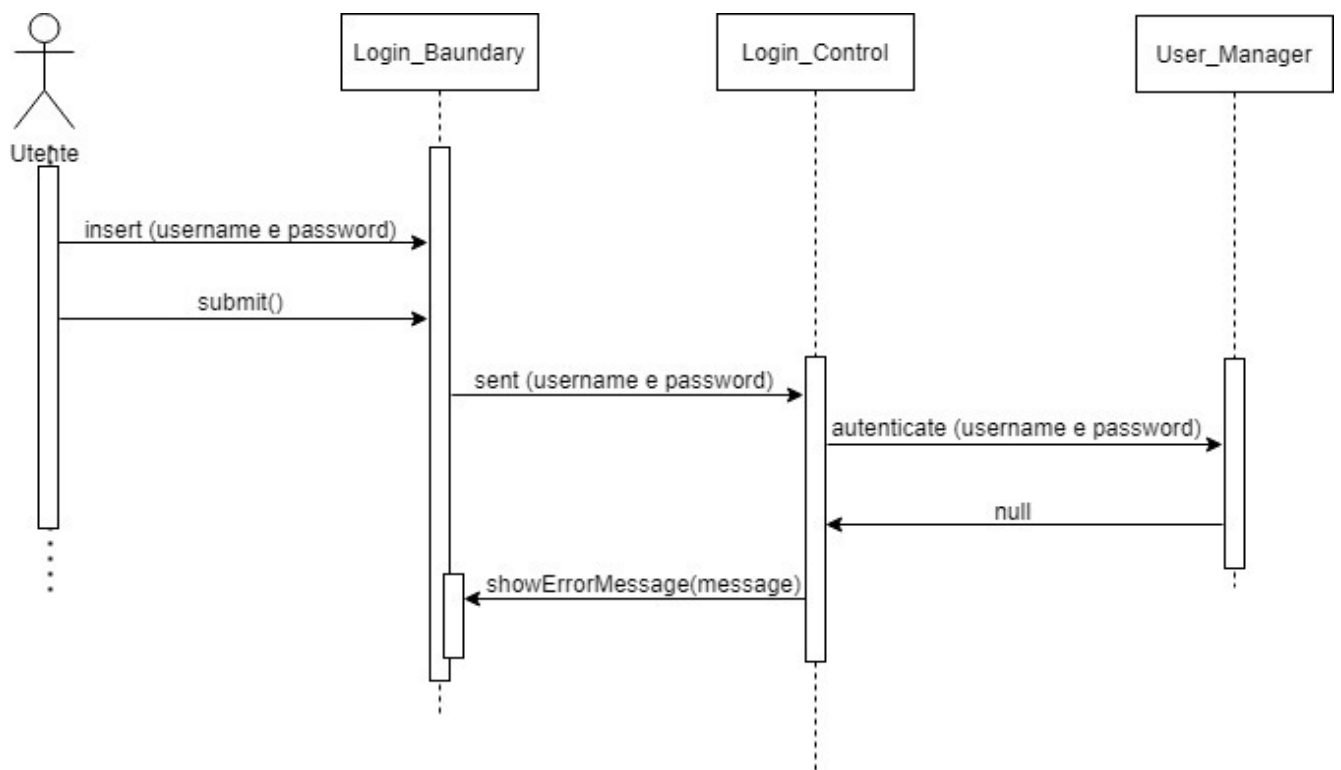 Login_Baundary
Login_Control
User_Manager
Utente
insert (username e password)
submit()
sent (username e password)
autenticate (username e password)
null
showErrorMessage(message)